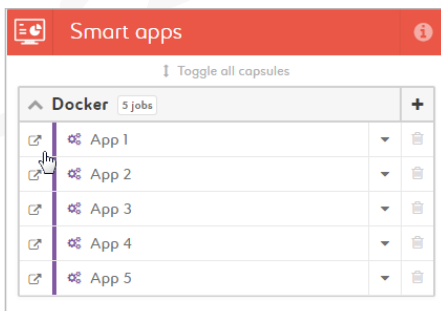 Smart apps
Toggle all capsules
Docker 5 jobs
App 1
App 2
App 3
App 4
App 5